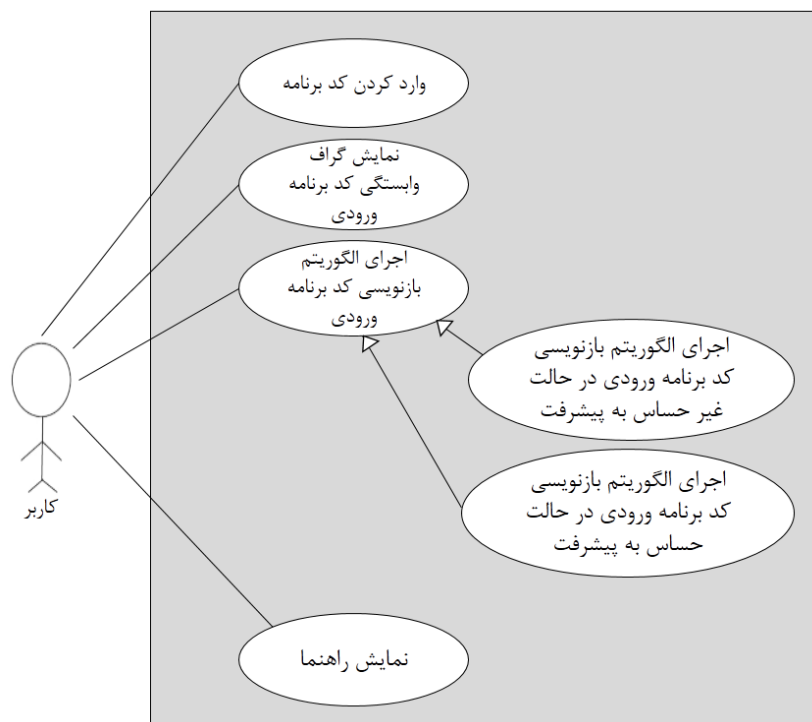 وارد کردن کد برنامه
نمایش گراف
وابستگی کد برنامه
ورودی
اجرای الگوریتم
بازنویسی کد برنامه
ورودی
اجرای الگوریتم بازنویسی
کد برنامه ورودی در حالت
غیر حساس به پیشرفت
اجرای الگوریتم بازنویسی
کد برنامه ورودی در حالت
حساس به پیشرفت
کاربر
نمایش راهنما